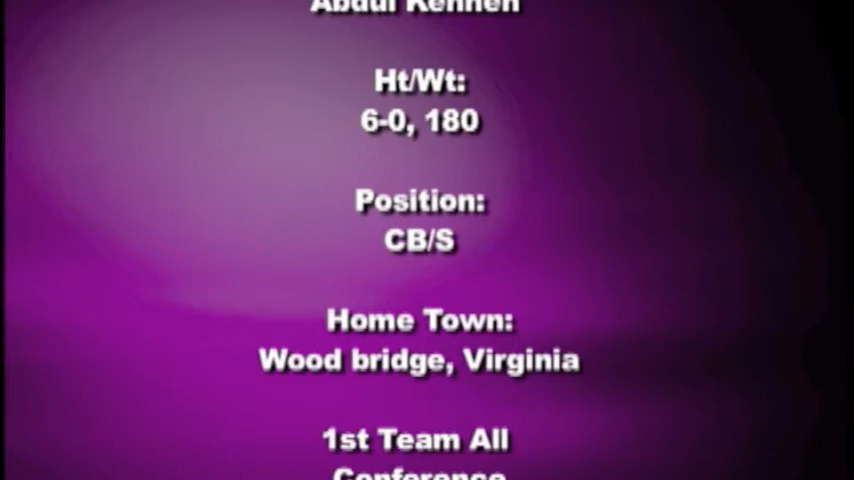 Abdul Kennen
Ht/Wt:
6-0, 180
Position:
CB/S
Home Town:
Wood bridge, Virginia
1st Team All
Conference